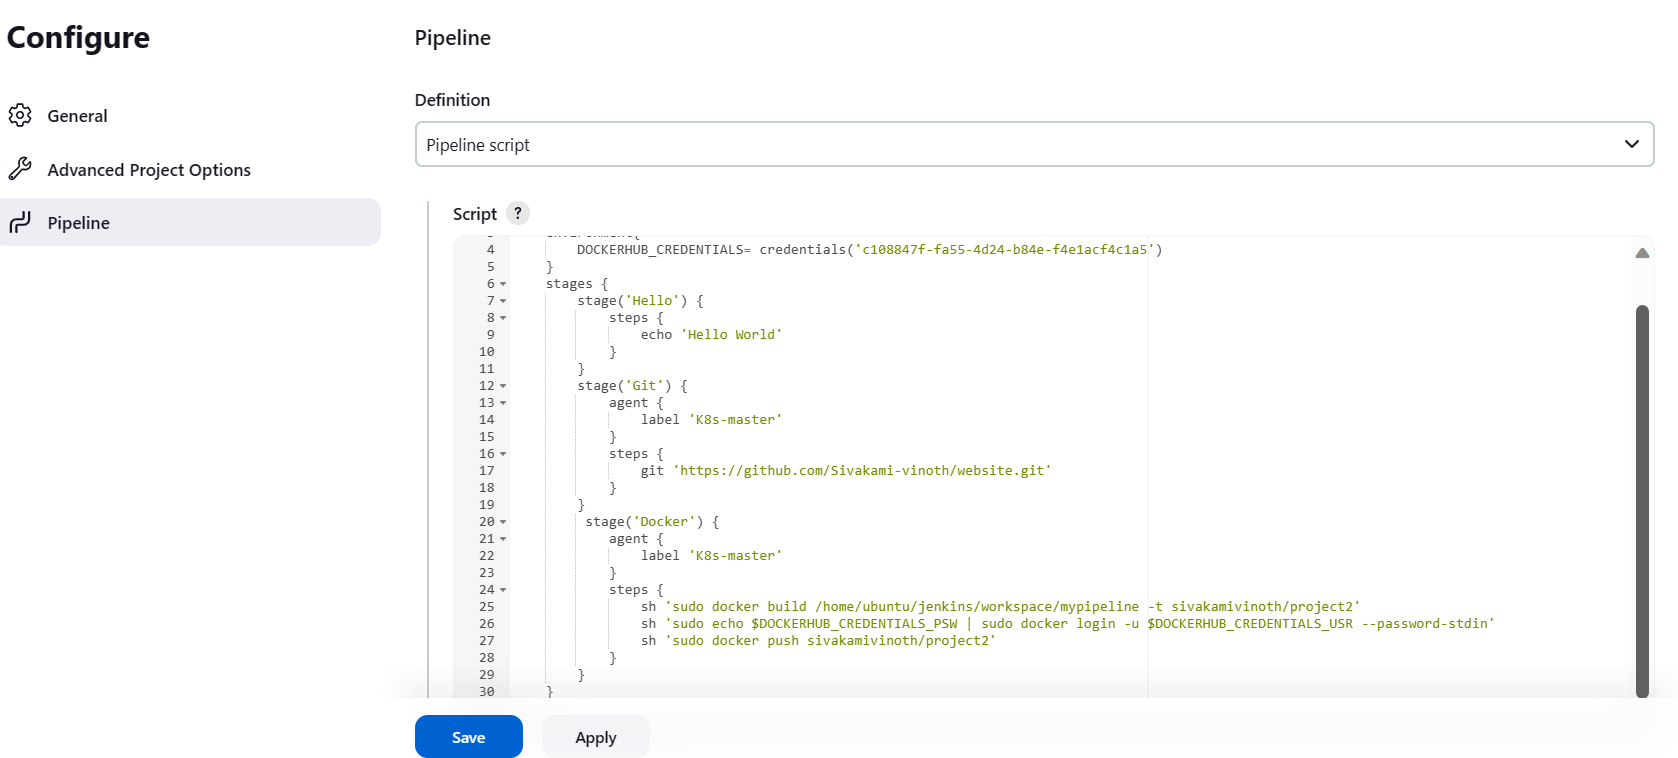 Configure
General
Advanced Project Options
Pipeline
Pipeline
Definition
Pipeline script
Script ?
4 DOCKERHUB_CREDENTIALS= credentials('c108847f-fa55-4d24-b84e-f4e1acf4c1a5')
5 }
6 stages {
7 stage('Hello') {
8 steps {
9 echo 'Hello World'
10 }
11 }
12 stage('Git') {
13 agent {
14 label 'K8s-master'
15 }
16 steps {
17 git 'https://github.com/Sivakami-vinoth/website.git'
18 }
19 }
20 stage('Docker') {
21 agent {
22 label 'K8s-master'
23 }
24 steps {
25 sh 'sudo docker build /home/ubuntu/jenkins/workspace/mypipeline -t sivakamivinoth/project2'
26 sh 'sudo echo $DOCKERHUB_CREDENTIALS_PSW | sudo docker login -u $DOCKERHUB_CREDENTIALS_USR --password-stdin'
27 sh 'sudo docker push sivakamivinoth/project2'
28 }
29 }
30 }
Save
Apply